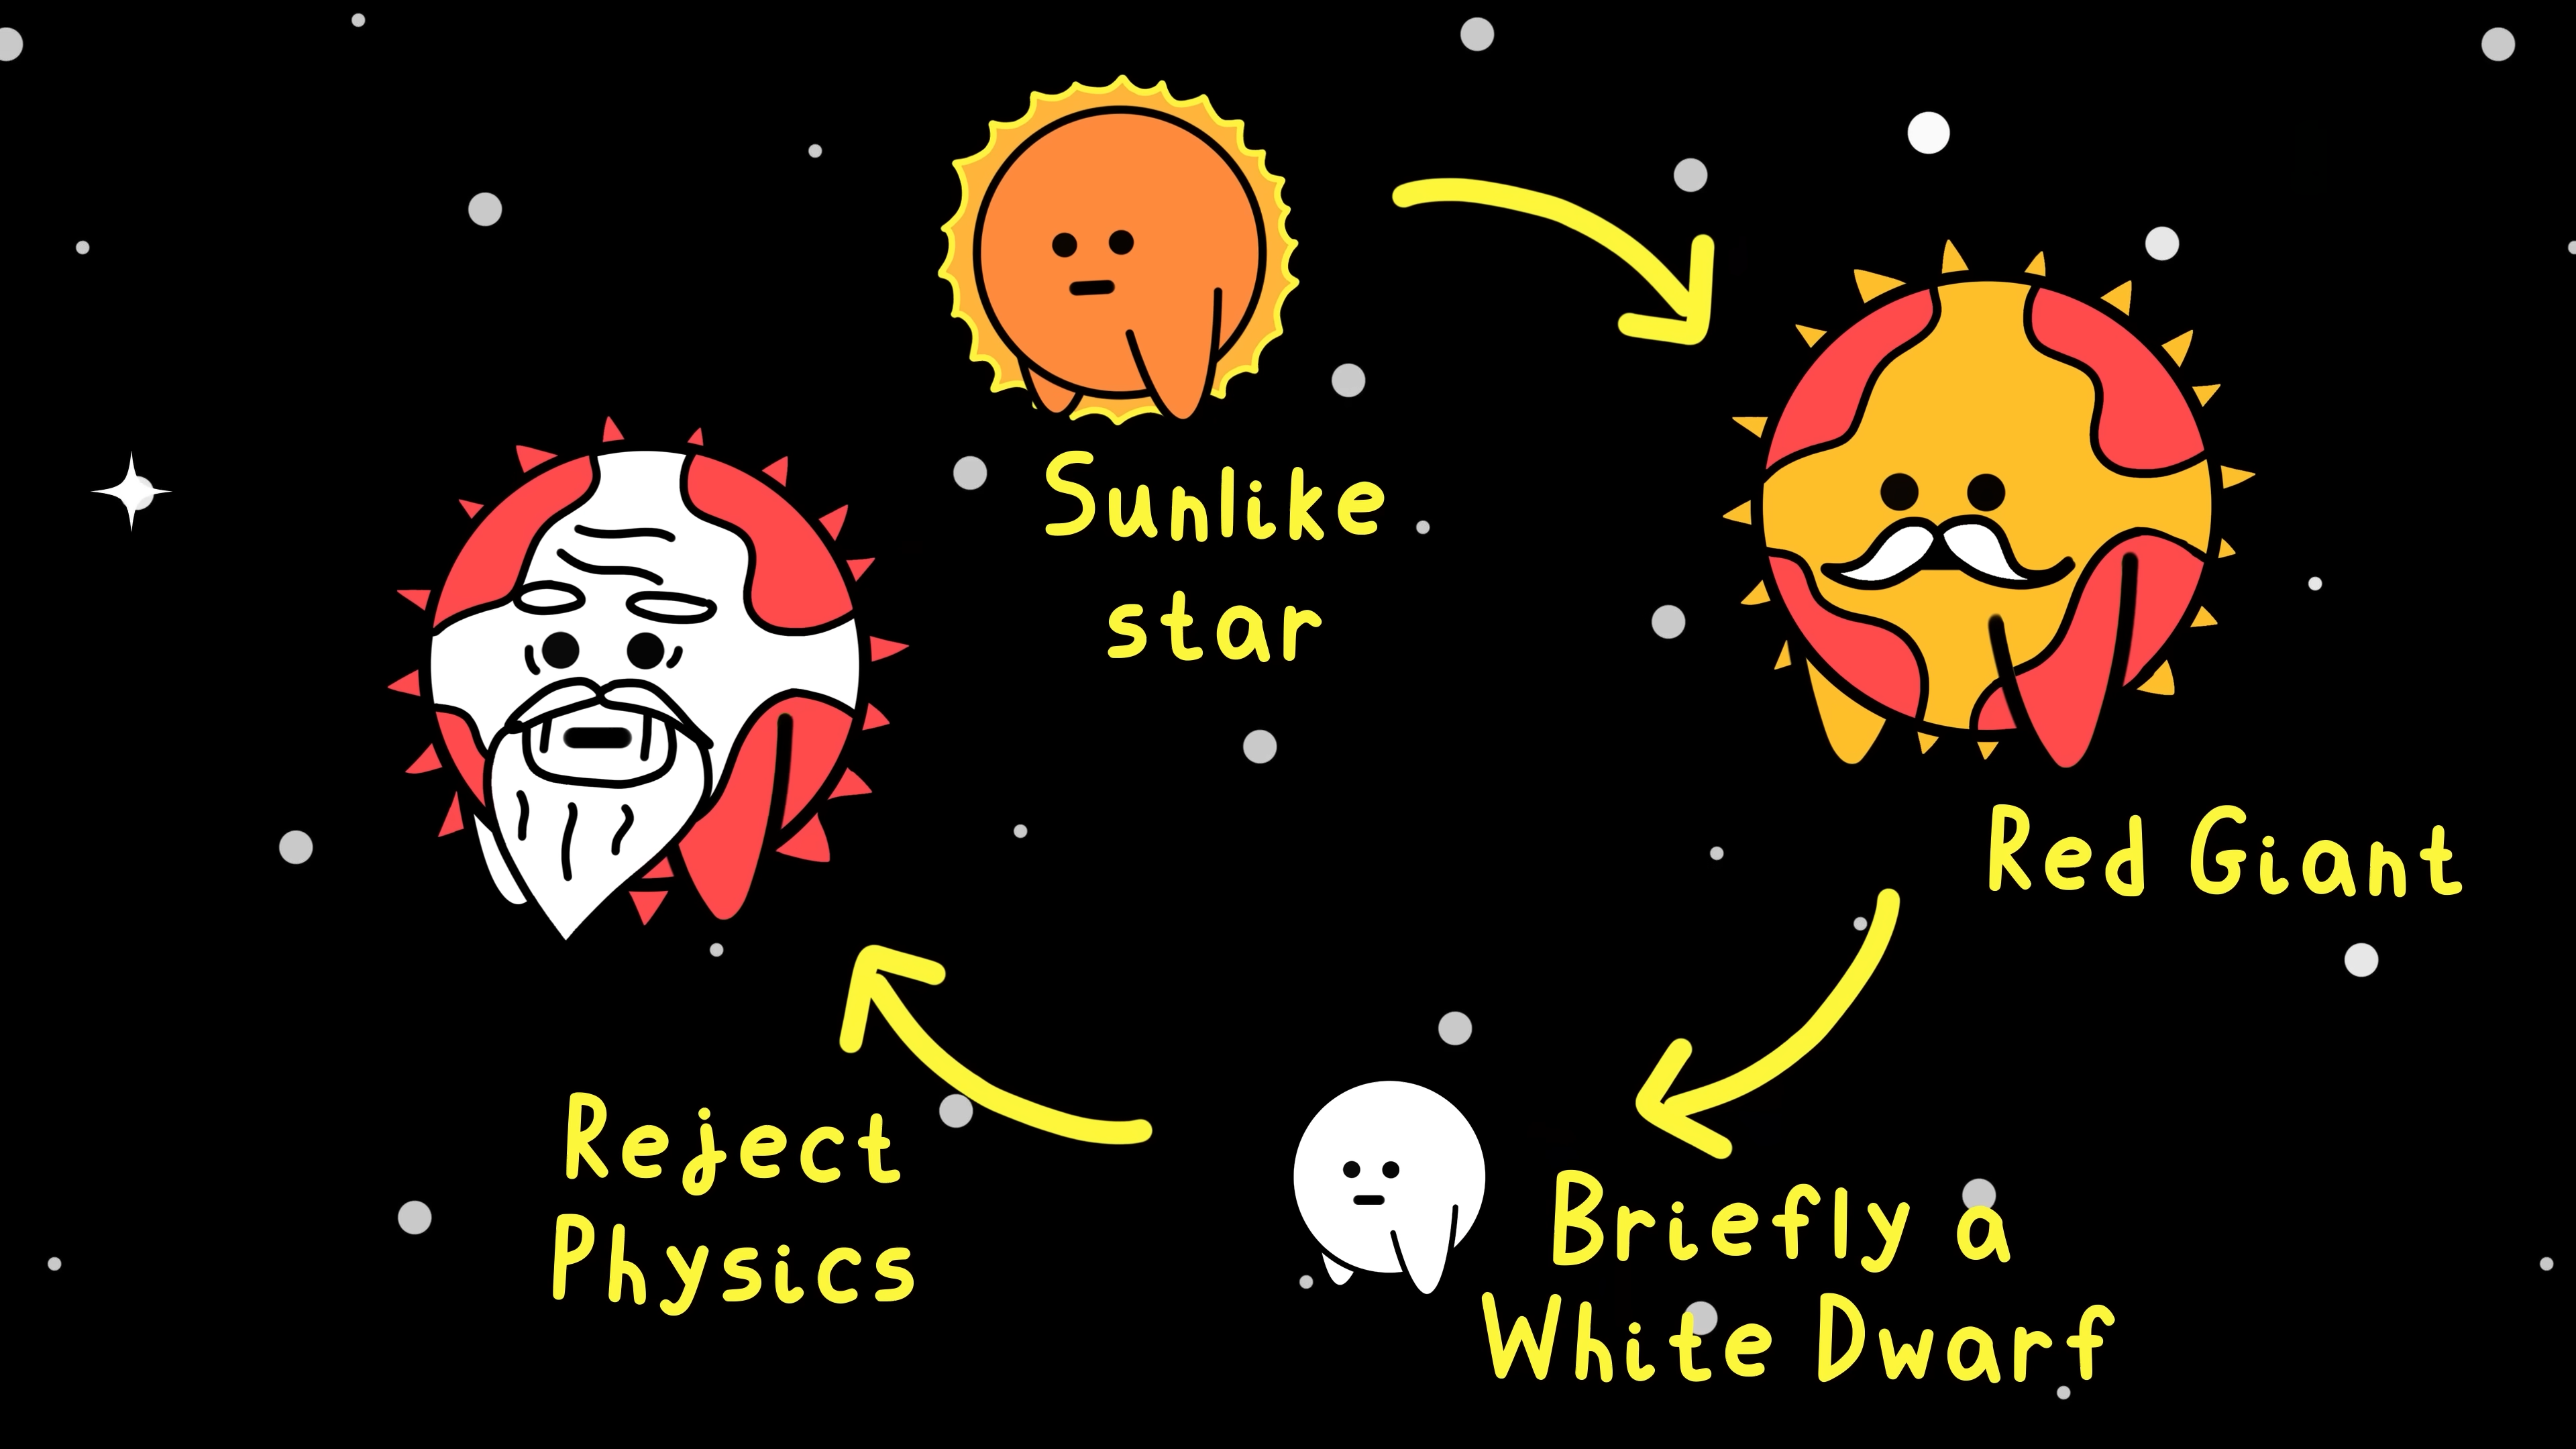 Sunlike
star
Red Giant
Briefly a
White Dwarf
Reject
Physics